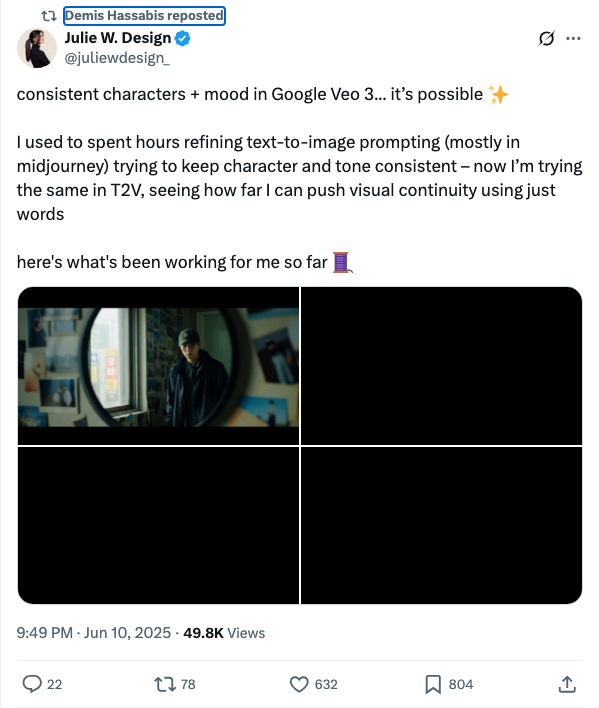 Demis Hassabis reposted
Julie W. Design
@juliewdesign_
consistent characters + mood in Google Veo 3... it’s possible ✨
I used to spent hours refining text-to-image prompting (mostly in
midjourney) trying to keep character and tone consistent – now I’m trying
the same in T2V, seeing how far I can push visual continuity using just
words
here's what's been working for me so far 🧵
9:49 PM · Jun 10, 2025 · 49.8K Views
22 78 632 804